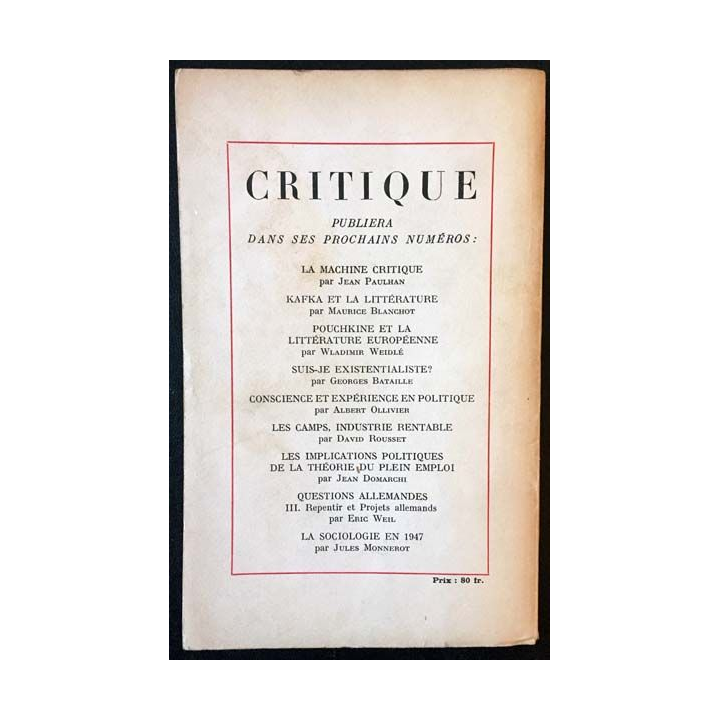 CRITIQUE
PUBLIERA
DANS SES PROCHAINS NUMÉROS :
LA MACHINE CRITIQUE
par Jean Paulhan
KAFKA ET LA LITTÉRATURE
par Maurice Blanchot
POUCHKINE ET LA
LITTÉRATURE EUROPÉENNE
par Wladimir Weidlé
SUIS-JE EXISTENTIALISTE?
par Georges Bataille
CONSCIENCE ET EXPÉRIENCE EN POLITIQUE
par Albert Ollivier
LES CAMPS, INDUSTRIE RENTABLE
par David Rousset
LES IMPLICATIONS POLITIQUES
DE LA THÉORIE DU PLEIN EMPLOI
par Jean Domarchi
QUESTIONS ALLEMANDES
III. Repentir et Projets allemands
par Eric Weil
LA SOCIOLOGIE EN 1947
par Jules Monnerot
Prix : 80 fr.